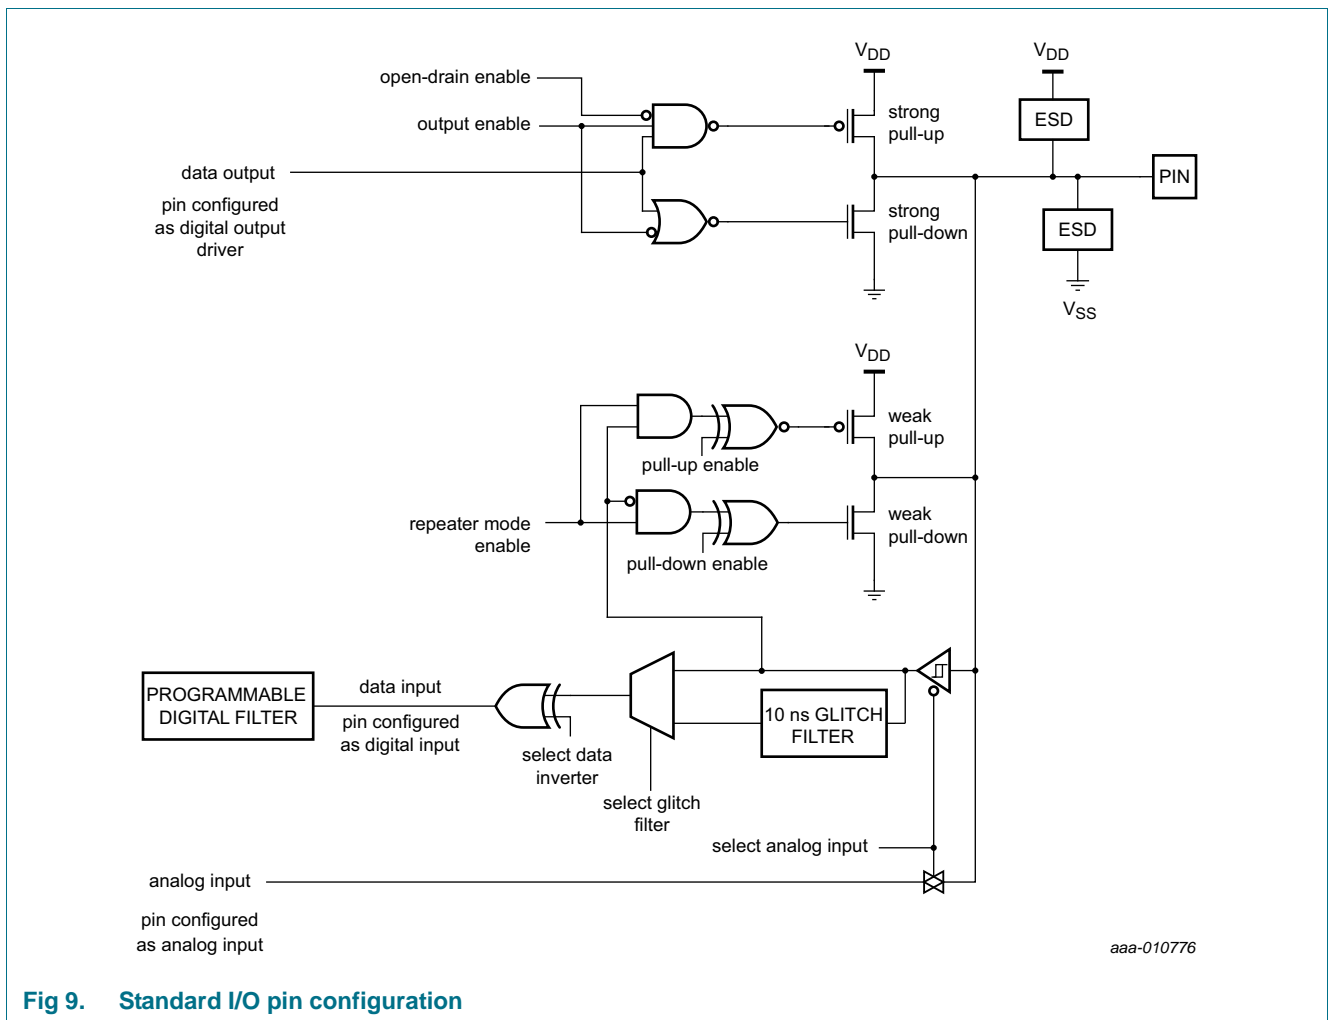 VDD
VDD
open-drain enable
strong
pull-up
ESD
output enable
data output
PIN
pin configured
as digital output
driver
strong
pull-down
ESD
VSS
VDD
weak
pull-up
pull-up enable
repeater mode
enable
weak
pull-down
pull-down enable
PROGRAMMABLE
DIGITAL FILTER
data input
pin configured
as digital input
10 ns GLITCH
FILTER
select data
inverter
select glitch
filter
select analog input
analog input
pin configured
as analog input
aaa-010776
Fig 9. Standard I/O pin configuration